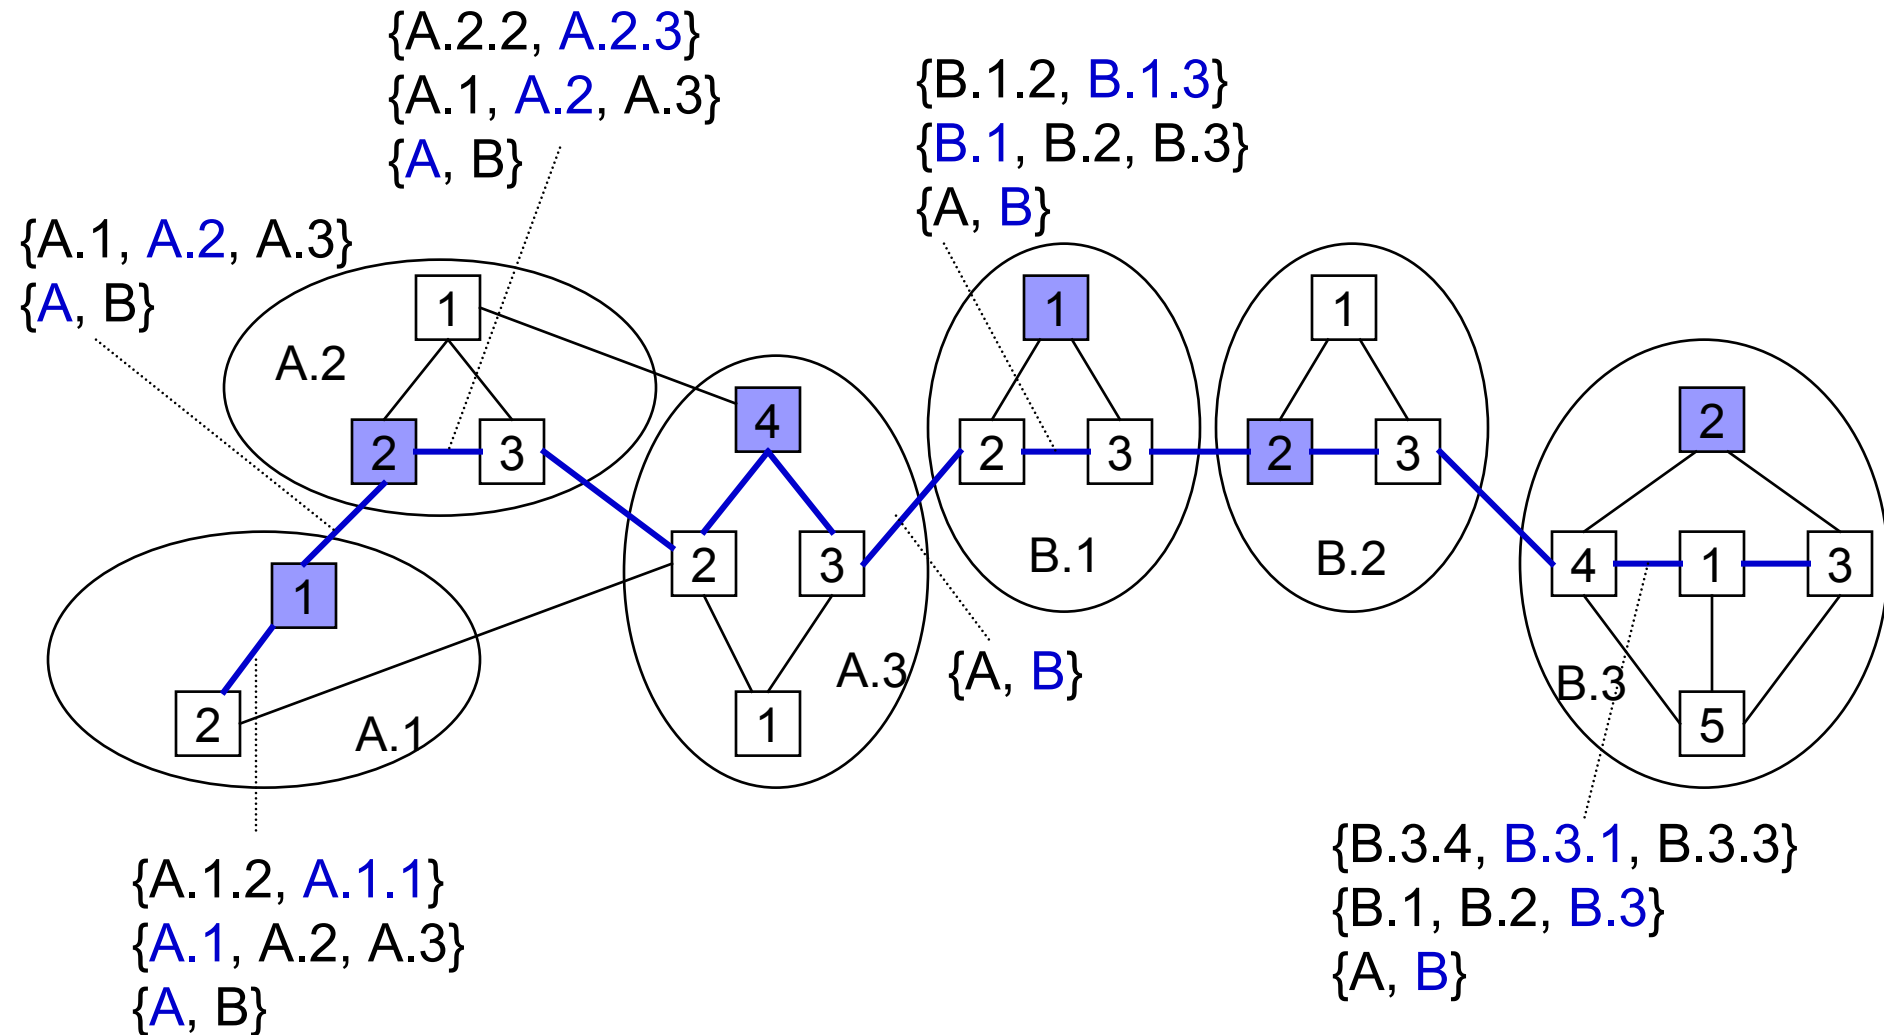 {A.2.2, A.2.3}
{A.1, A.2, A.3}
{A, B}
{B.1.2, B.1.3}
{B.1, B.2, B.3}
{A, B}
{A.1, A.2, A.3}
{A, B}
1
A.2
2
3
1
2
A.1
4
2
3
A.3
1
1
2
3
B.1
1
2
3
B.2
2
4
1
3
B.3
5
{A, B}
{A.1.2, A.1.1}
{A.1, A.2, A.3}
{A, B}
{B.3.4, B.3.1, B.3.3}
{B.1, B.2, B.3}
{A, B}